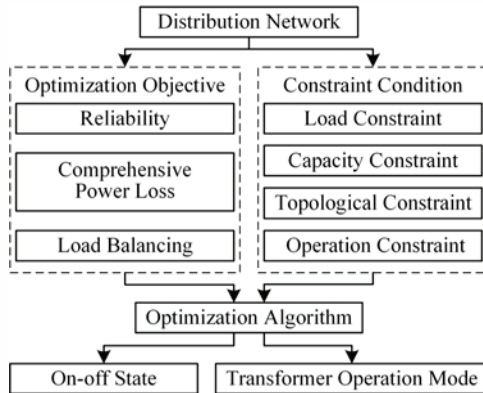 Distribution Network
Optimization Objective
Reliability
Comprehensive
Power Loss
Load Balancing
Constraint Condition
Load Constraint
Capacity Constraint
Topological Constraint
Operation Constraint
Optimization Algorithm
On-off State
Transformer Operation Mode